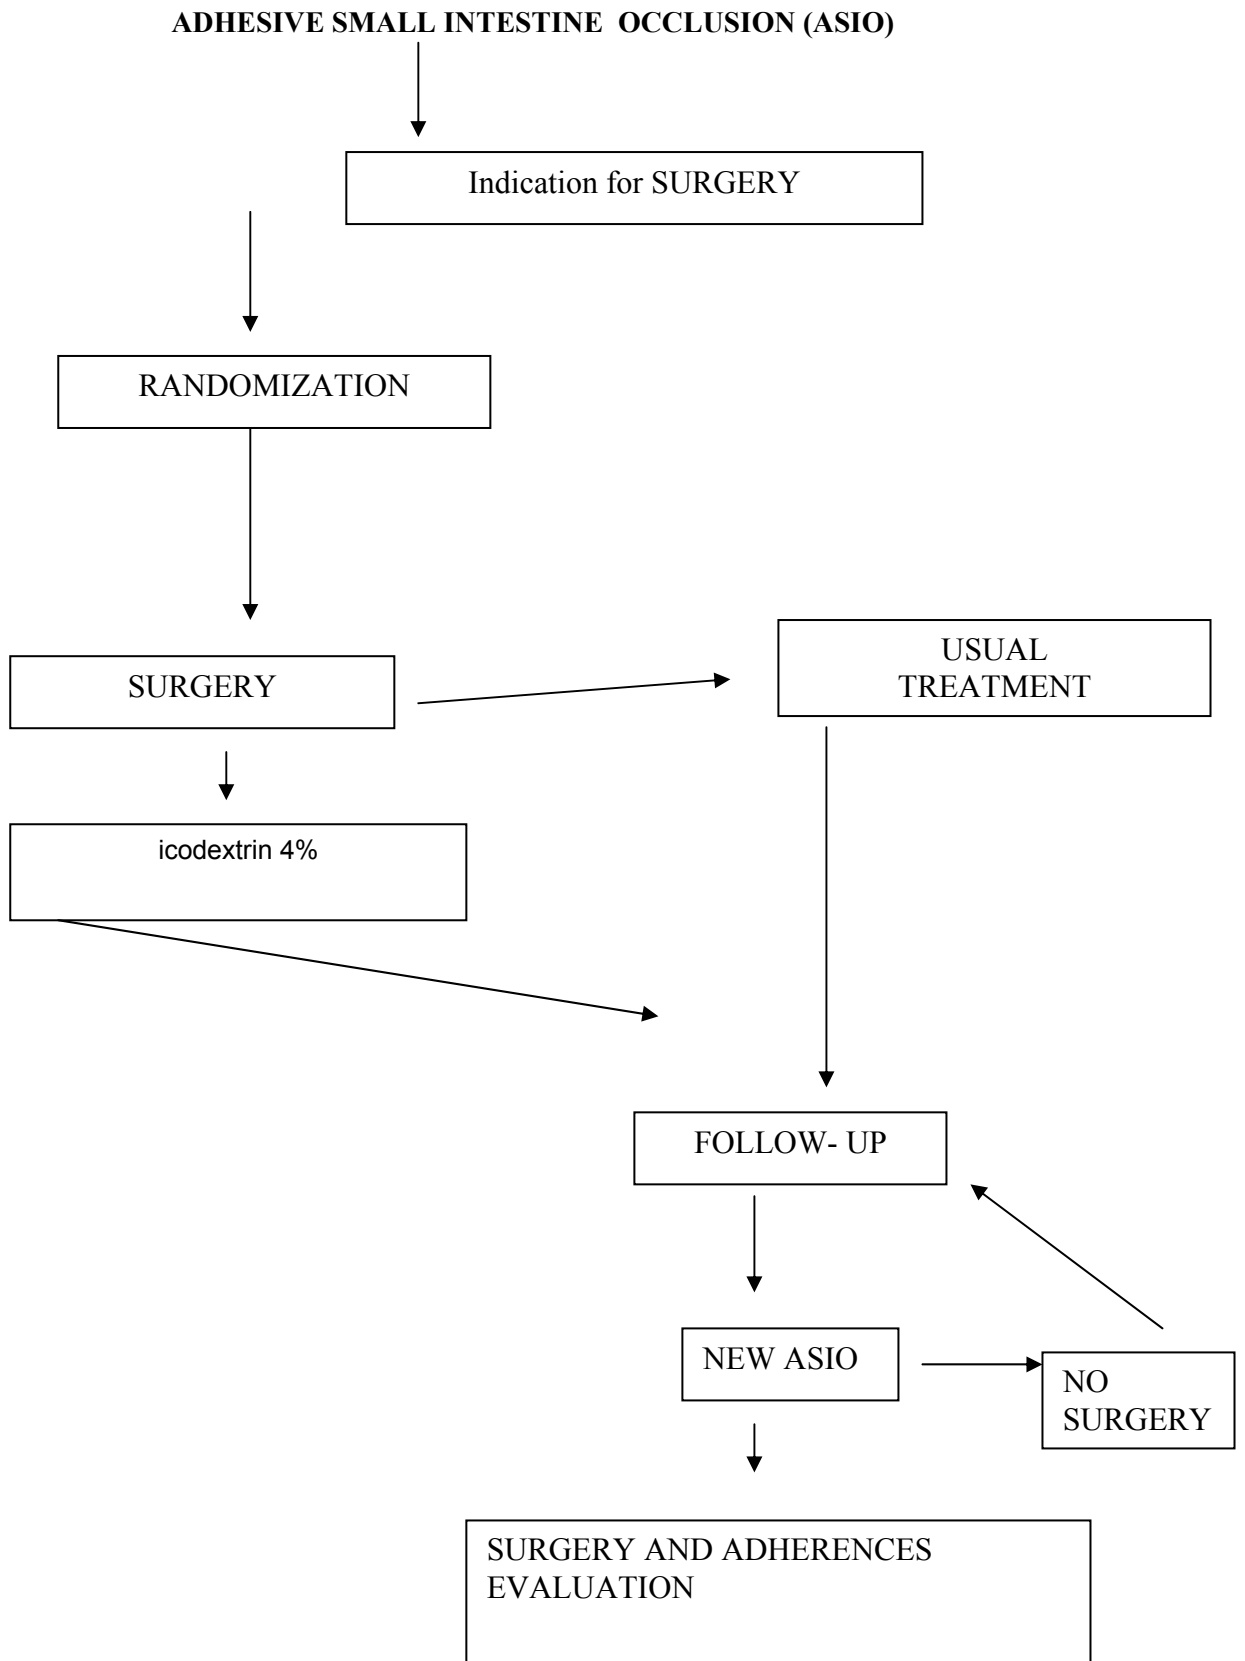 ADHESIVE SMALL INTESTINE OCCLUSION (ASIO)
Indication for SURGERY
RANDOMIZATION
SURGERY
USUAL
TREATMENT
icodextrin 4%
FOLLOW- UP
NEW ASIO
NO
SURGERY
SURGERY AND ADHERENCES
EVALUATION